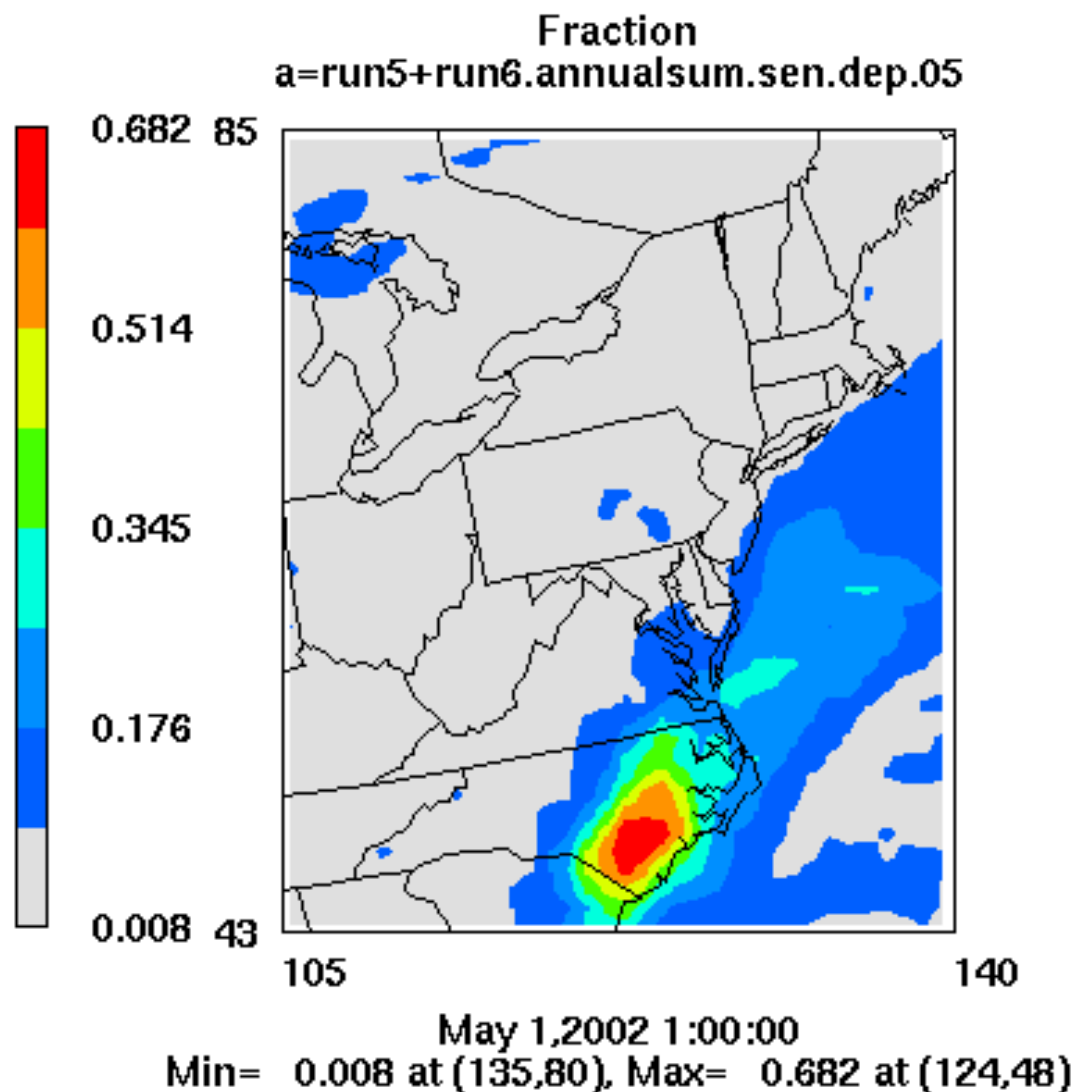 Fraction
a=run5+run6.annualsum.sen.dep.05
0.682 85
0.514
0.345
0.176
0.008 43
105 140
May 1,2002 1:00:00
Min= 0.008 at (135,80), Max= 0.682 at (124,48)